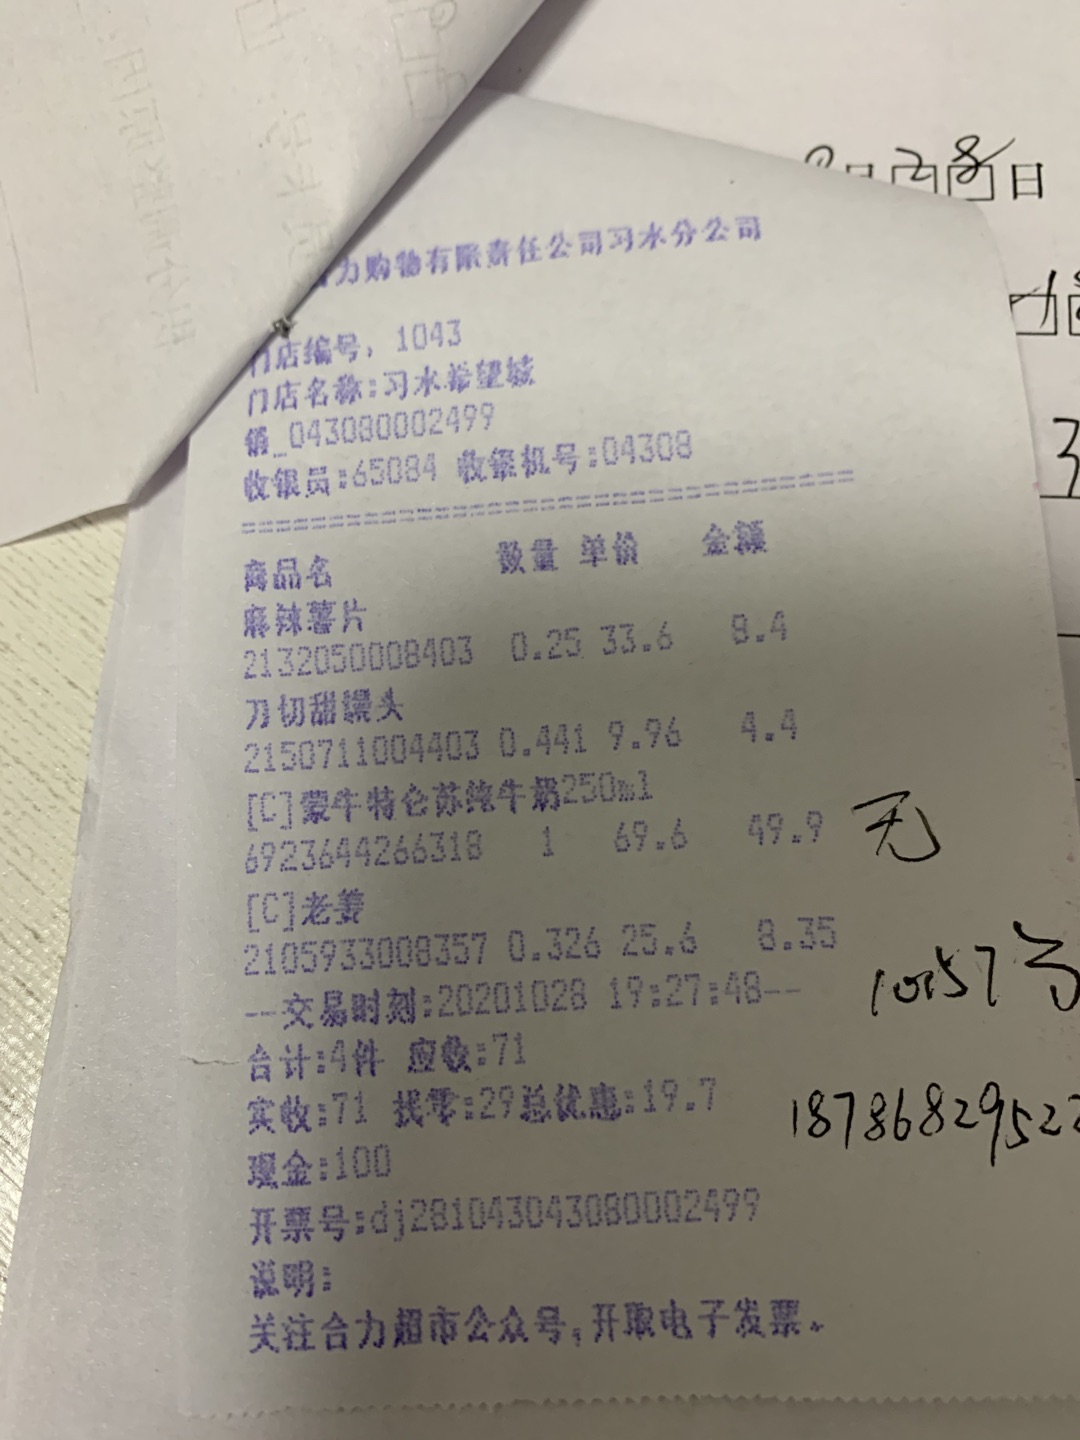 力购物有限责任公司习水分公司
门店编号：1043
门店名称:习水希望城
销_043080002499
收银员:65084 收银机号:04308
商品名 数量 单价 金额
麻辣薯片
2132050008403 0.25 33.6 8.4
刀切甜馒头
2150711004403 0.441 9.96 4.4
[C]蒙牛特仑苏纯牛奶250ml
6923644266318 1 69.6 49.9
无
[C]老姜
2105933008357 0.326 25.6 8.35
--交易时刻:20201028 19:27:48--
合计:4件 应收:71
实收:71 找零:29总优惠:19.7
1878682952
现金:100
开票号:dj281043043080002499
说明:
关注合力超市公众号,开取电子发票。
28日